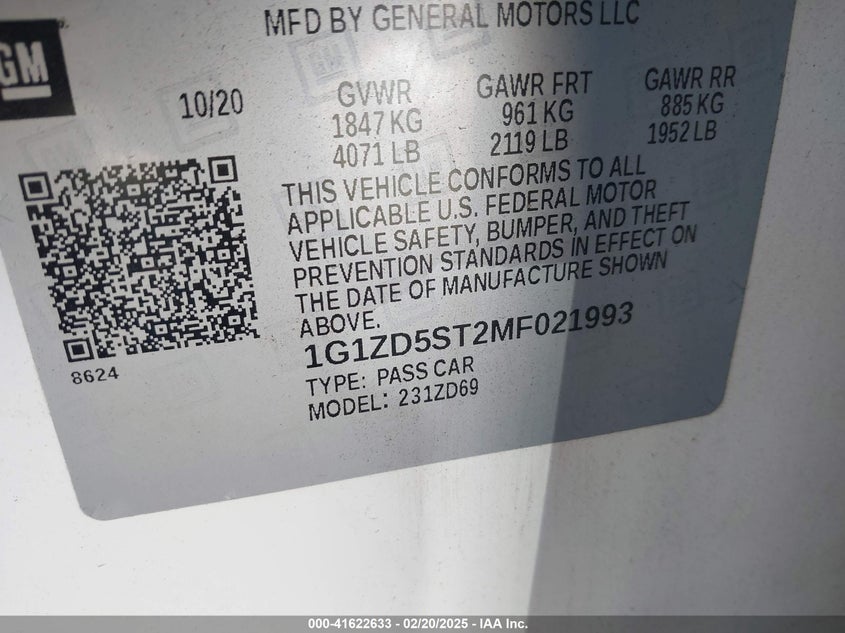 MFD BY GENERAL MOTORS LLC
GM
10/20
GVWR
1847 KG
4071 LB
GAWR FRT
961 KG
2119 LB
GAWR RR
885 KG
1952 LB
THIS VEHICLE CONFORMS TO ALL
APPLICABLE U.S. FEDERAL MOTOR
VEHICLE SAFETY, BUMPER, AND THEFT
PREVENTION STANDARDS IN EFFECT ON
THE DATE OF MANUFACTURE SHOWN
ABOVE.
1G1ZD5ST2MF021993
TYPE: PASS CAR
MODEL: 231ZD69
8624
000-41622633 - 02/20/2025 - IAA Inc.